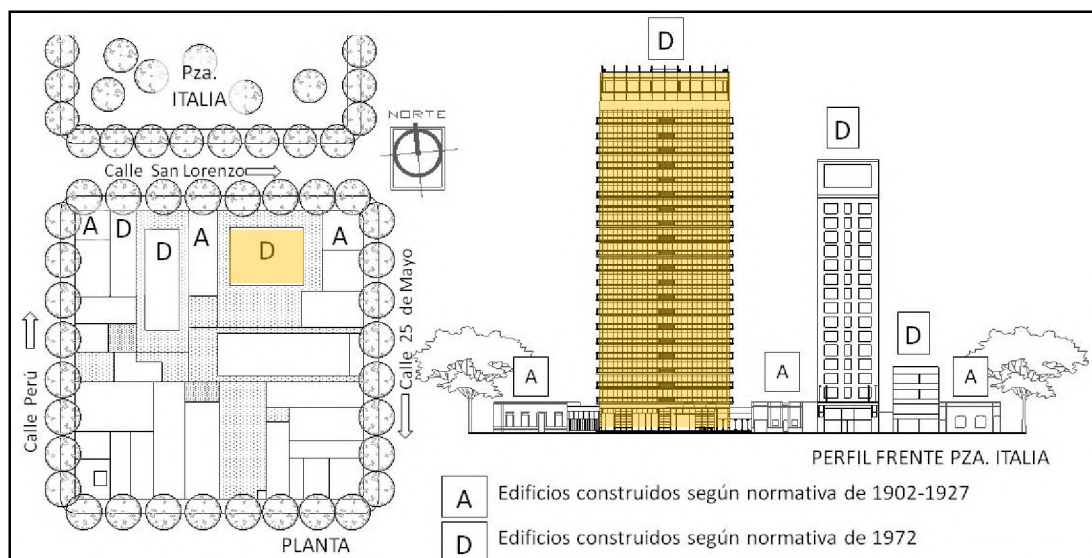 Pza.
ITALIA
NORTE
Calle San Lorenzo
A
D
D
A
D
A
Calle Perú
Calle 25 de Mayo
PLANTA
D
D
D
A
A
A
PERFIL FRENTE PZA. ITALIA
A Edificios construidos según normativa de 1902-1927
D Edificios construidos según normativa de 1972